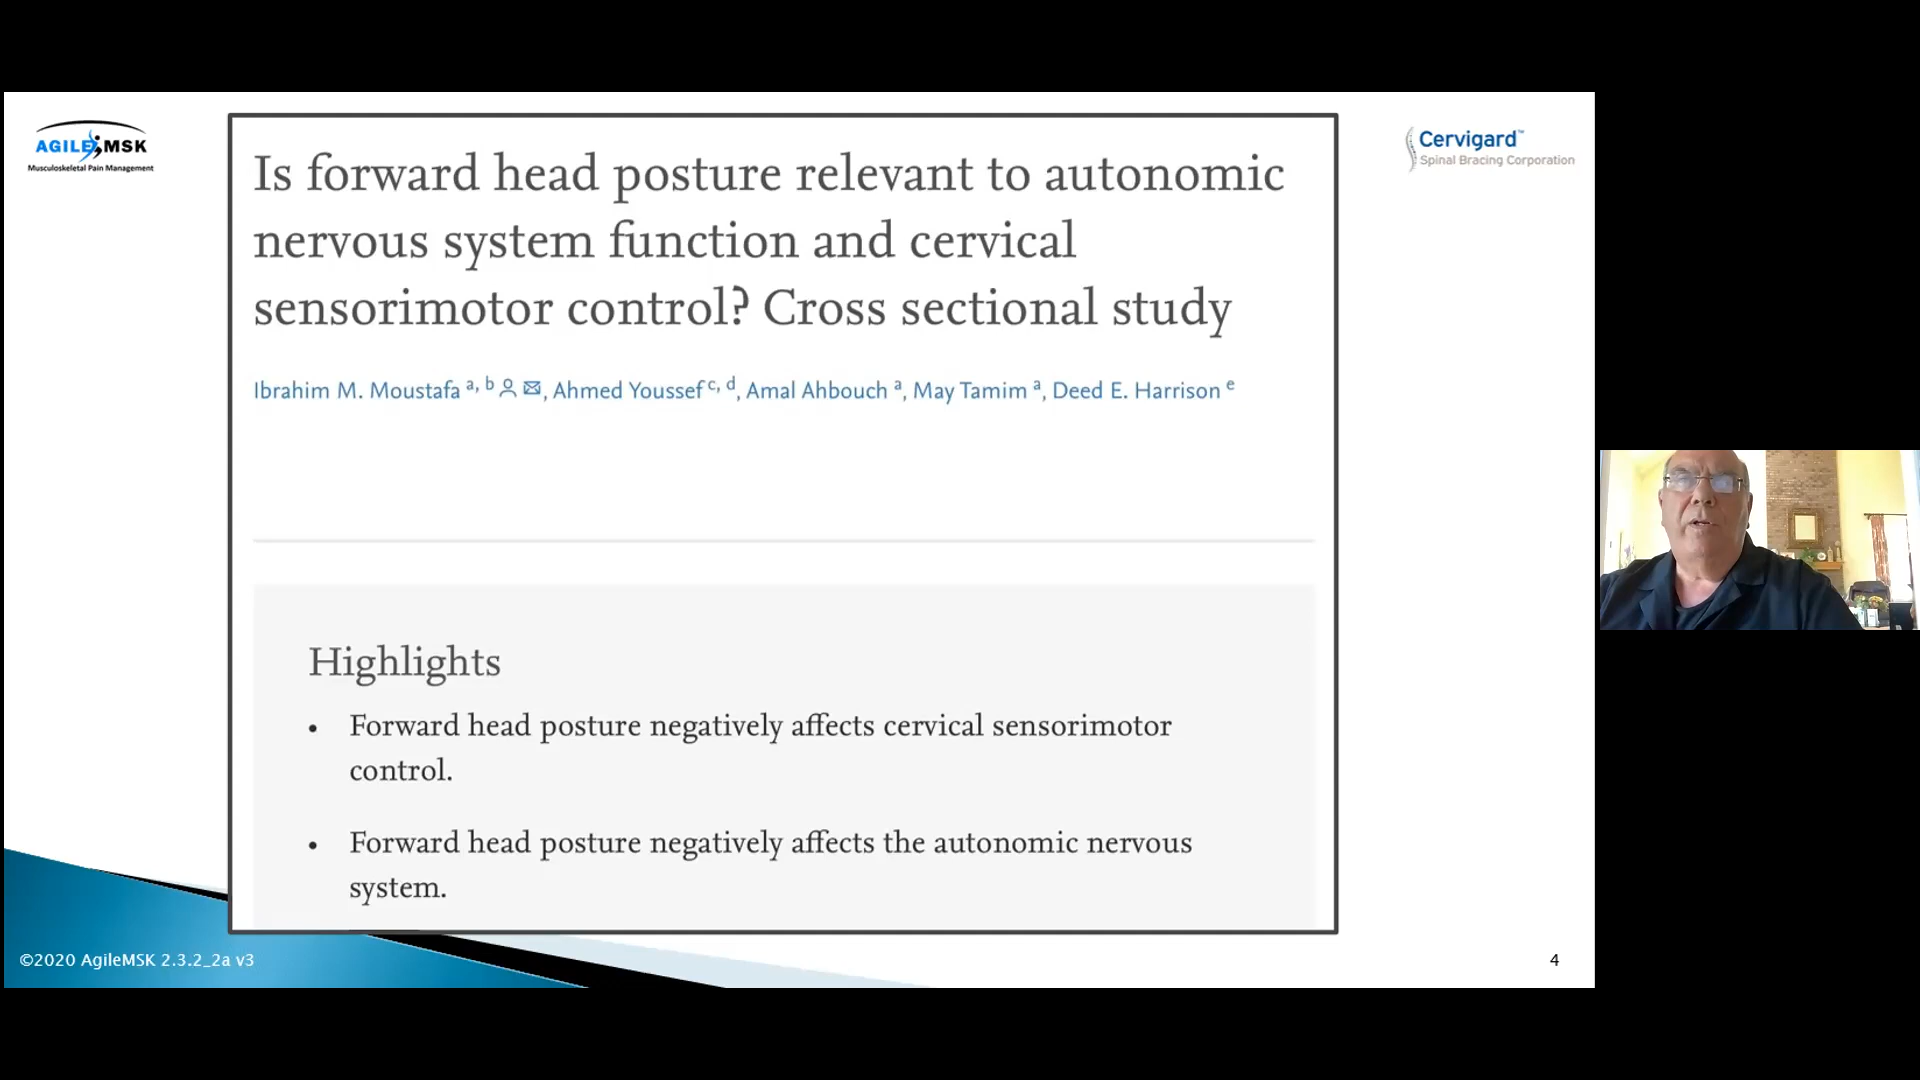 AGILE MSK
Musculoskeletal Pain Management
Cervigard™
Spinal Bracing Corporation
Is forward head posture relevant to autonomic
nervous system function and cervical
sensorimotor control? Cross sectional study
Ibrahim M. Moustafa a, b, Ahmed Youssef c, d, Amal Ahbouch a, May Tamim a, Deed E. Harrison e
Highlights
• Forward head posture negatively affects cervical sensorimotor
control.
• Forward head posture negatively affects the autonomic nervous
system.
©2020 AgileMSK 2.3.2_2a v3
4